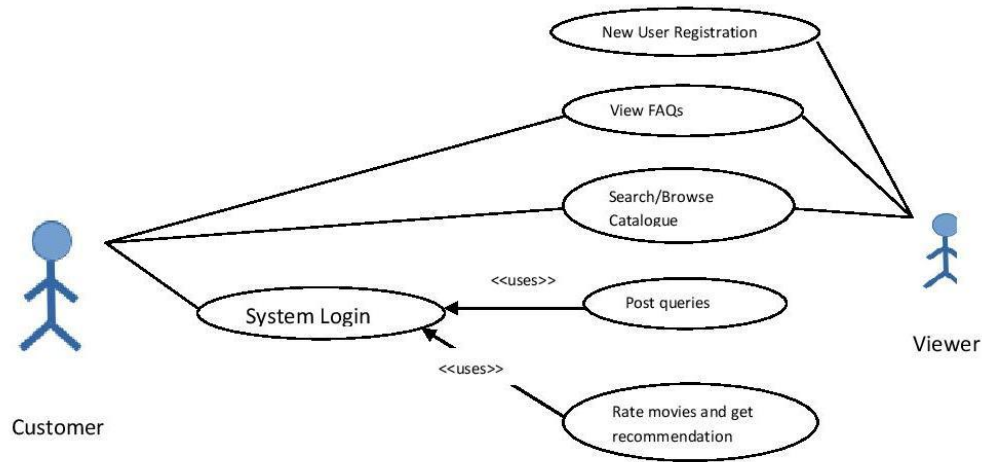 New User Registration
View FAQs
Search/Browse
Catalogue
<<uses>>
System Login
Post queries
Viewer
<<uses>>
Rate movies and get
recommendation
Customer